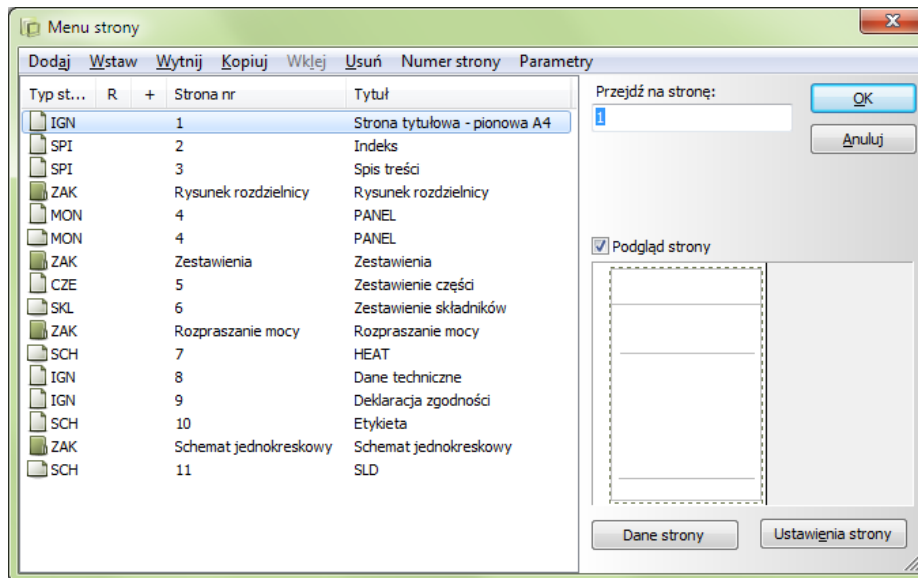 Menu strony
Dodaj Wstaw Wytnij Kopiuj Wklej Usuń Numer strony Parametry
Typ st... R + Strona nr Tytuł
IGN 1 Strona tytułowa - pionowa A4
SPI 2 Indeks
SPI 3 Spis treści
ZAK Rysunek rozdzielnicy Rysunek rozdzielnicy
MON 4 PANEL
MON 4 PANEL
ZAK Zestawienia Zestawienia
CZE 5 Zestawienie części
SKL 6 Zestawienie składników
ZAK Rozpraszanie mocy Rozpraszanie mocy
SCH 7 HEAT
IGN 8 Dane techniczne
IGN 9 Deklaracja zgodności
SCH 10 Etykieta
ZAK Schemat jednokreskowy Schemat jednokreskowy
SCH 11 SLD
Przejdź na stronę:
1
OK
Anuluj
Podgląd strony
Dane strony
Ustawienia strony